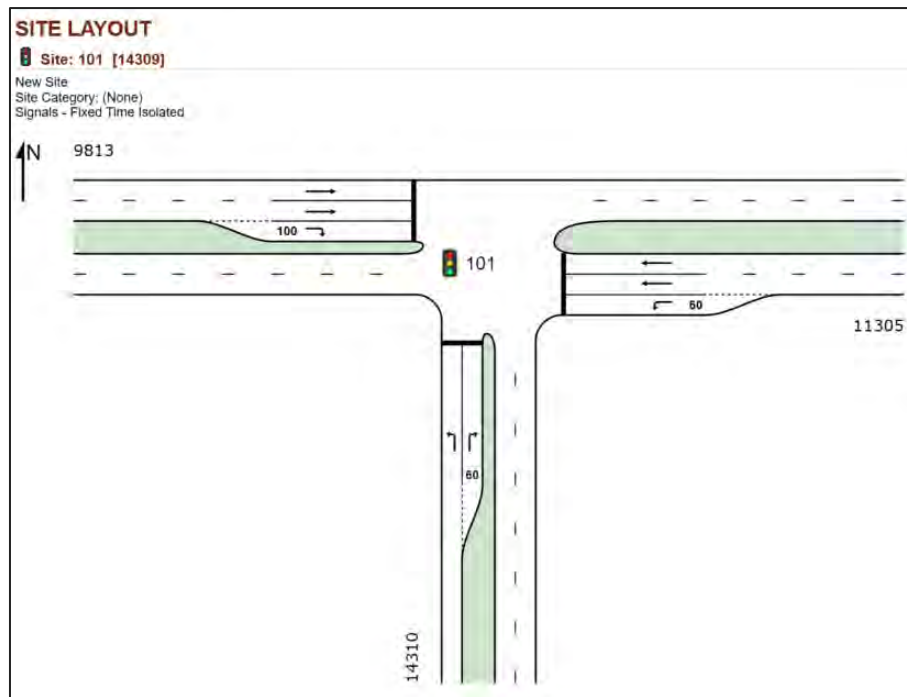 SITE LAYOUT
Site: 101 [14309]
New Site
Site Category: (None)
Signals - Fixed Time Isolated
N
9813
100
101
60
11305
60
14310